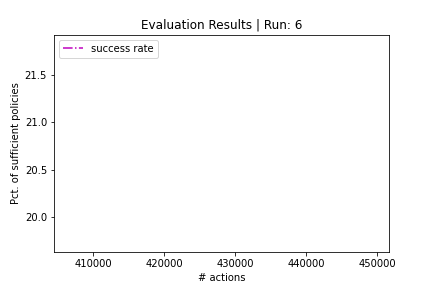 Evaluation Results | Run: 6
success rate
Pct. of sufficient policies
21.5
21.0
20.5
20.0
410000 420000 430000 440000 450000
# actions